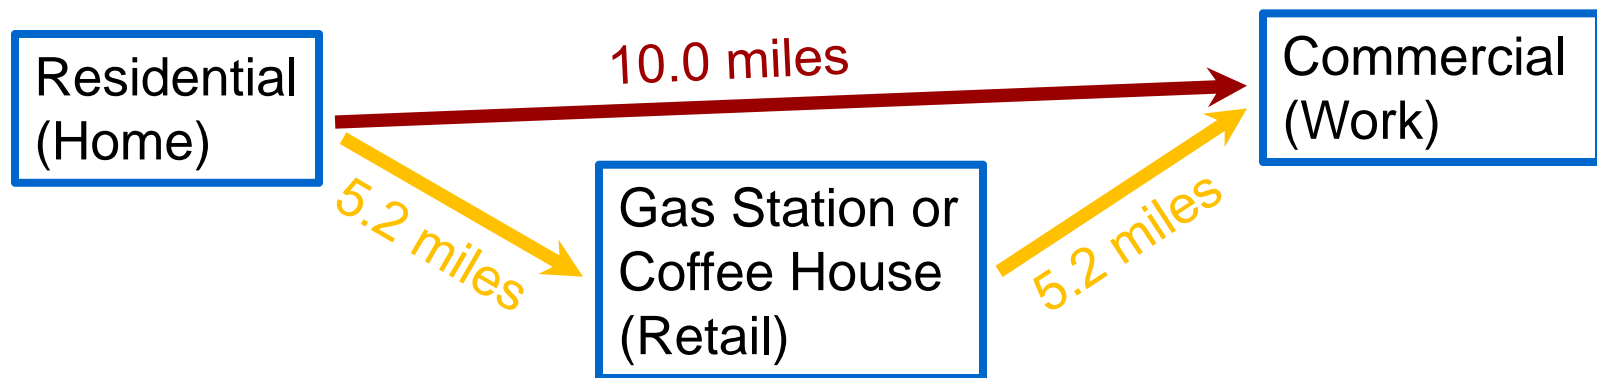 Residential
(Home)
10.0 miles
Commercial
(Work)
5.2 miles
Gas Station or
Coffee House
(Retail)
5.2 miles